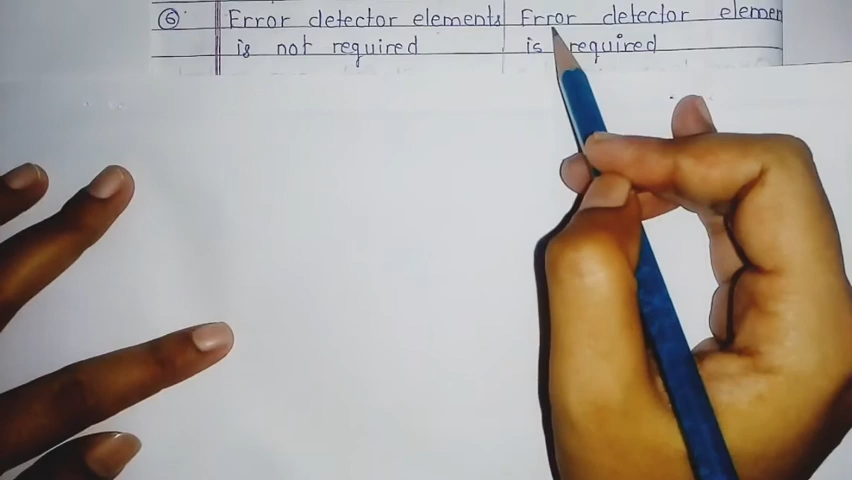 6 Error detector elements Error detector elemen
is not required is required